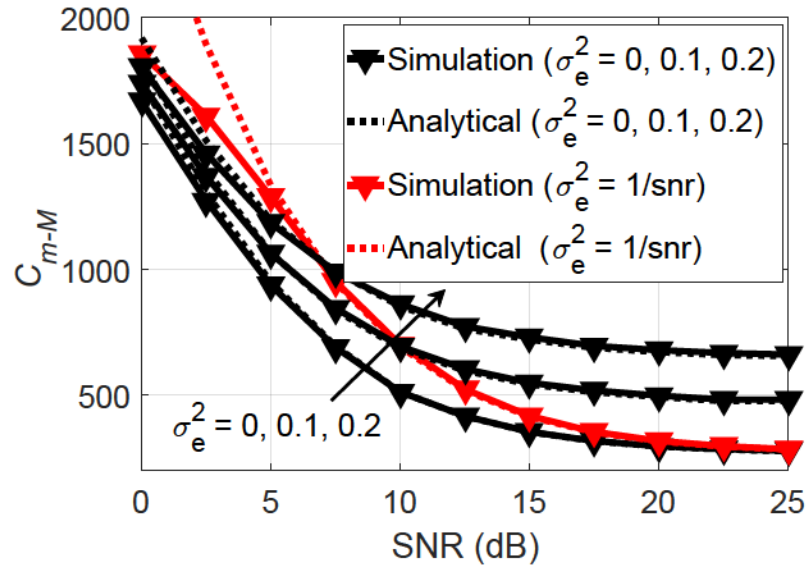 2000
1500
1000
500
C_{m-M}
Simulation (σ_e^2 = 0, 0.1, 0.2)
Analytical (σ_e^2 = 0, 0.1, 0.2)
Simulation (σ_e^2 = 1/snr)
Analytical (σ_e^2 = 1/snr)
σ_e^2 = 0, 0.1, 0.2
0 5 10 15 20 25
SNR (dB)